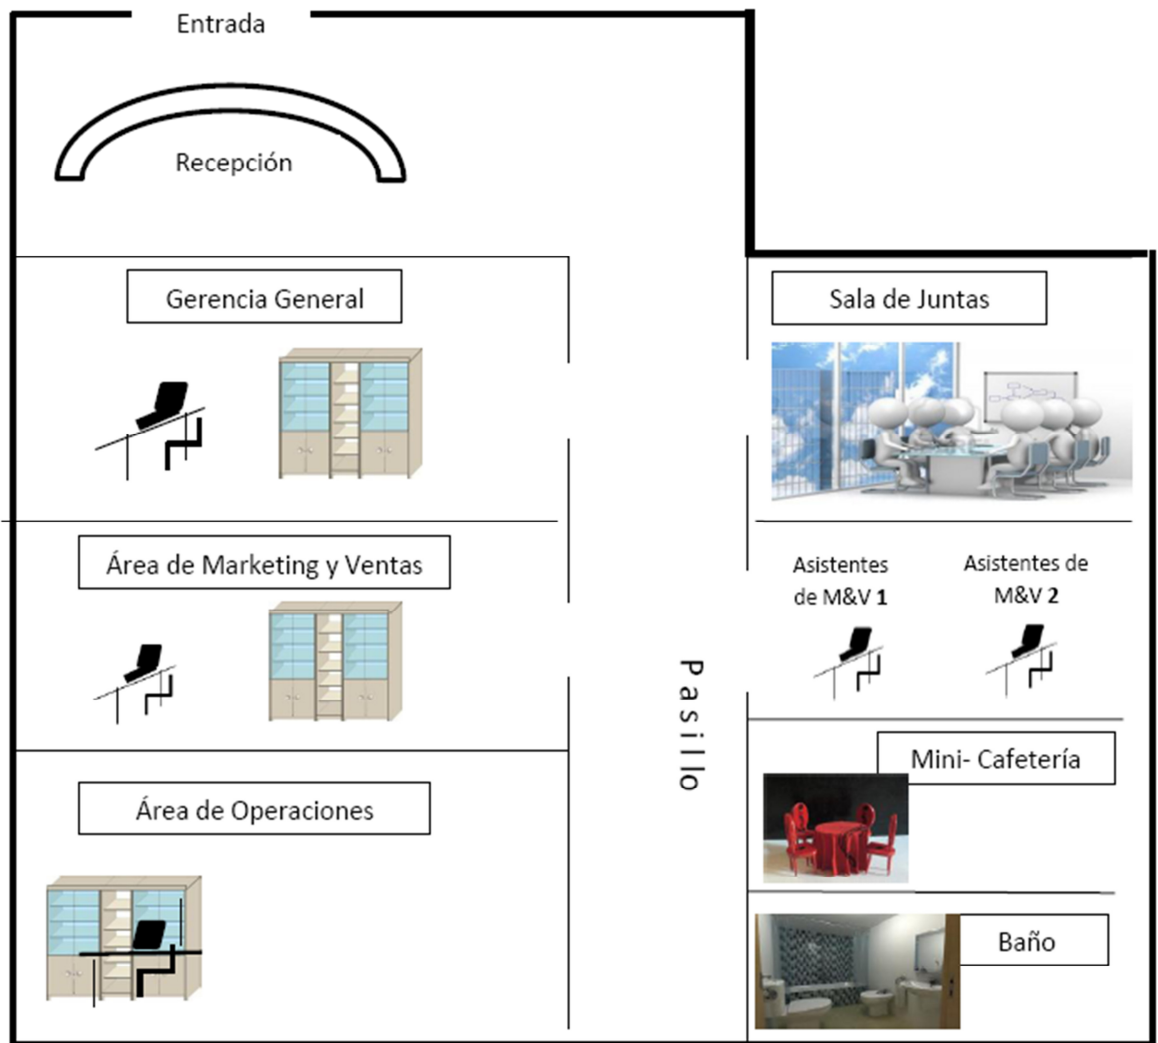 Entrada
Recepción
Gerencia General
Sala de Juntas
Área de Marketing y Ventas
Asistentes
de M&V 1
Asistentes de
M&V 2
Pasillo
Mini- Cafetería
Área de Operaciones
Baño